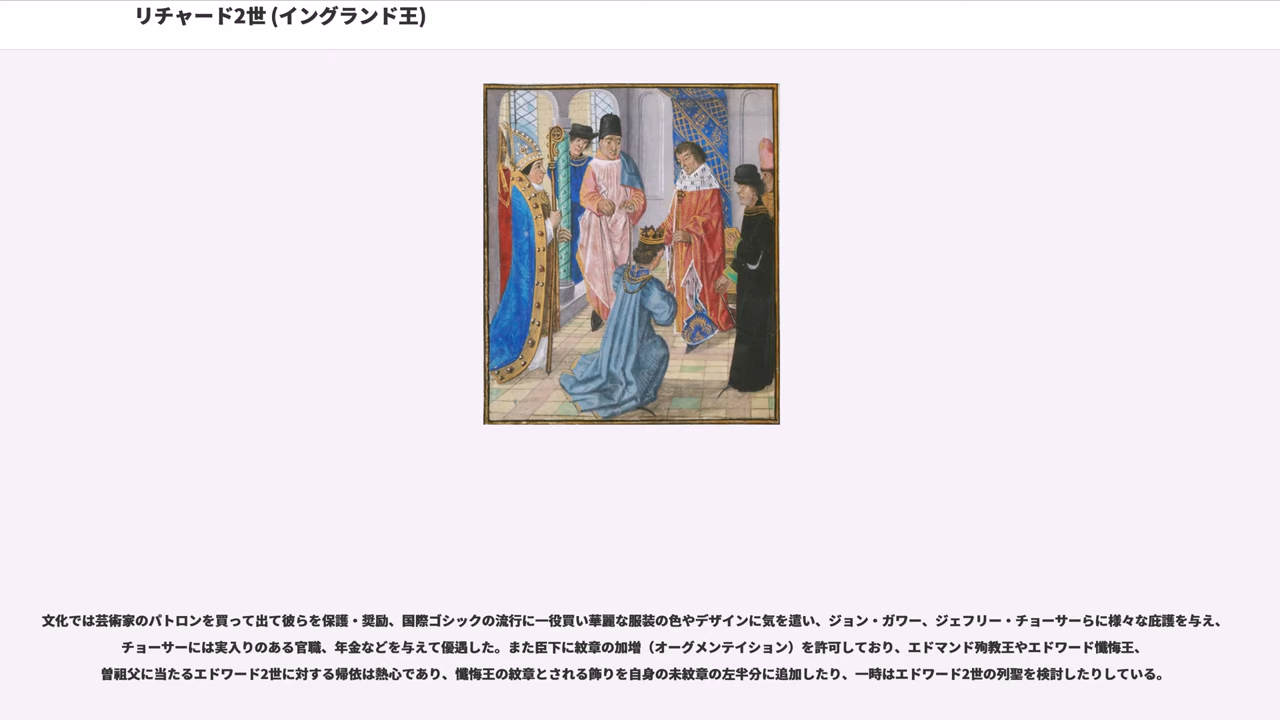 リチャード2世 (イングランド王)
文化では芸術家のパトロンを買って出て彼らを保護・奨励、国際ゴシックの流行に一役買い華麗な服装の色やデザインに気を遣い、ジョン・ガワー、ジェフリー・チョーサーらに様々な庇護を与え、
チョーサーには実入りのある官職、年金などを与えて優遇した。また臣下に紋章の加増（オーグメンテイション）を許可しており、エドマンド殉教王やエドワード懺悔王、
曽祖父に当たるエドワード2世に対する帰依は熱心であり、懺悔王の紋章とされる飾りを自身の未紋章の左半分に追加したり、一時はエドワード2世の列聖を検討したりしている。